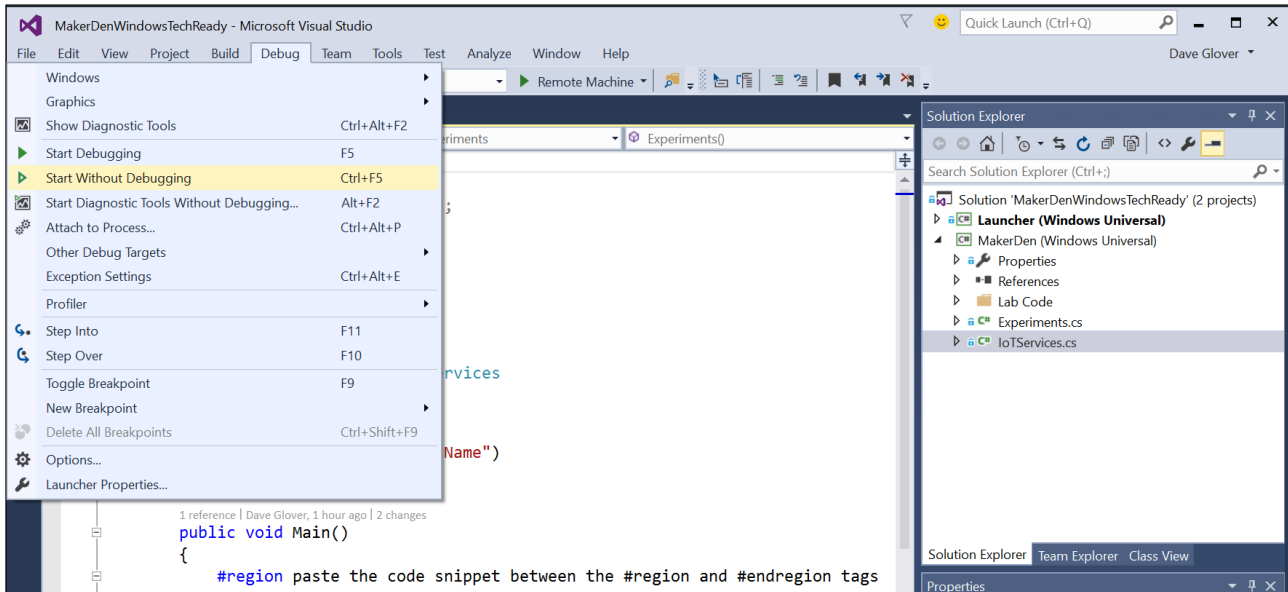 MakerDenWindowsTechReady - Microsoft Visual Studio
Quick Launch (Ctrl+Q)
File Edit View Project Build Debug Team Tools Test Analyze Window Help
Dave Glover
Remote Machine
Windows
Graphics
Show Diagnostic Tools Ctrl+Alt+F2
Start Debugging F5
Start Without Debugging Ctrl+F5
Start Diagnostic Tools Without Debugging... Alt+F2
Attach to Process... Ctrl+Alt+P
Other Debug Targets
Exception Settings Ctrl+Alt+E
Profiler
Step Into F11
Step Over F10
Toggle Breakpoint F9
New Breakpoint
Delete All Breakpoints Ctrl+Shift+F9
Options...
Launcher Properties...
eriments
Experiments()
;
rvices
Name")
1 reference | Dave Glover, 1 hour ago | 2 changes
public void Main()
{
#region paste the code snippet between the #region and #endregion tags
Solution Explorer
Search Solution Explorer (Ctrl+;)
Solution 'MakerDenWindowsTechReady' (2 projects)
C# Launcher (Windows Universal)
C# MakerDen (Windows Universal)
Properties
References
Lab Code
C# Experiments.cs
C# IoTServices.cs
Solution Explorer Team Explorer Class View
Properties